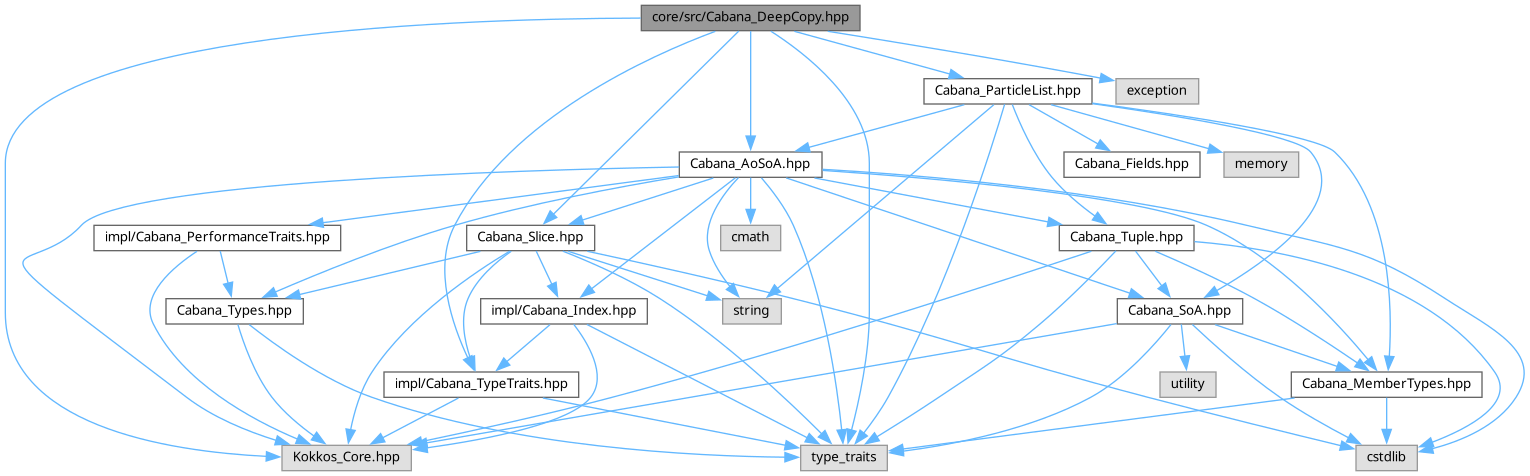 core/src/Cabana_DeepCopy.hpp
Cabana_ParticleList.hpp
exception
Cabana_AoSoA.hpp
Cabana_Fields.hpp
memory
impl/Cabana_PerformanceTraits.hpp
Cabana_Slice.hpp
cmath
Cabana_Tuple.hpp
Cabana_Types.hpp
impl/Cabana_Index.hpp
string
Cabana_SoA.hpp
impl/Cabana_TypeTraits.hpp
utility
Cabana_MemberTypes.hpp
Kokkos_Core.hpp
type_traits
cstdlib